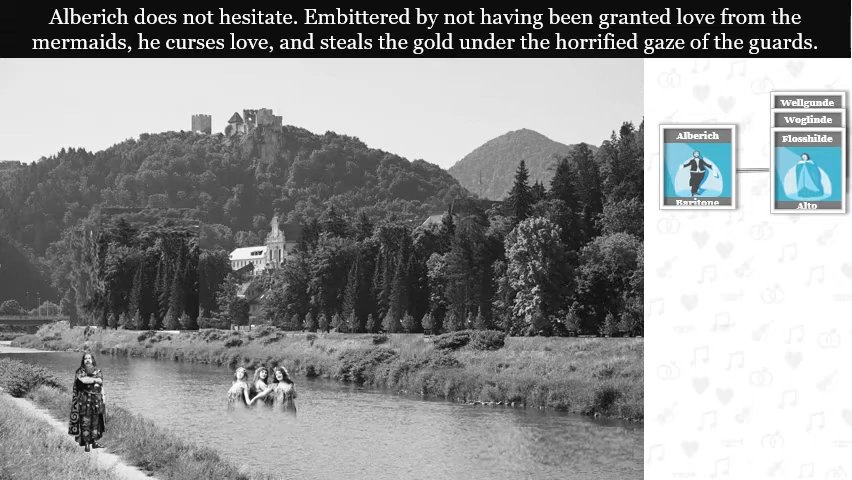 Alberich does not hesitate. Embittered by not having been granted love from the
mermaids, he curses love, and steals the gold under the horrified gaze of the guards.
Wellgunde
Woglinde
Alberich
Flosshilde
Baritone
Alto